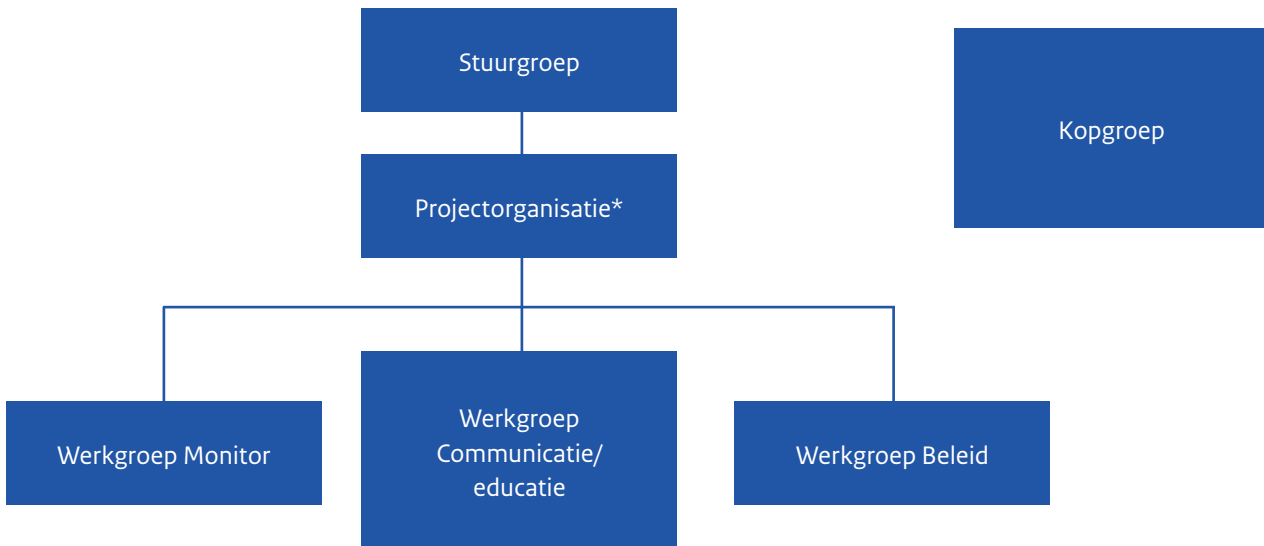 Stuurgroep
Kopgroep
Projectorganisatie*
Werkgroep Monitor
Werkgroep
Communicatie/
educatie
Werkgroep Beleid